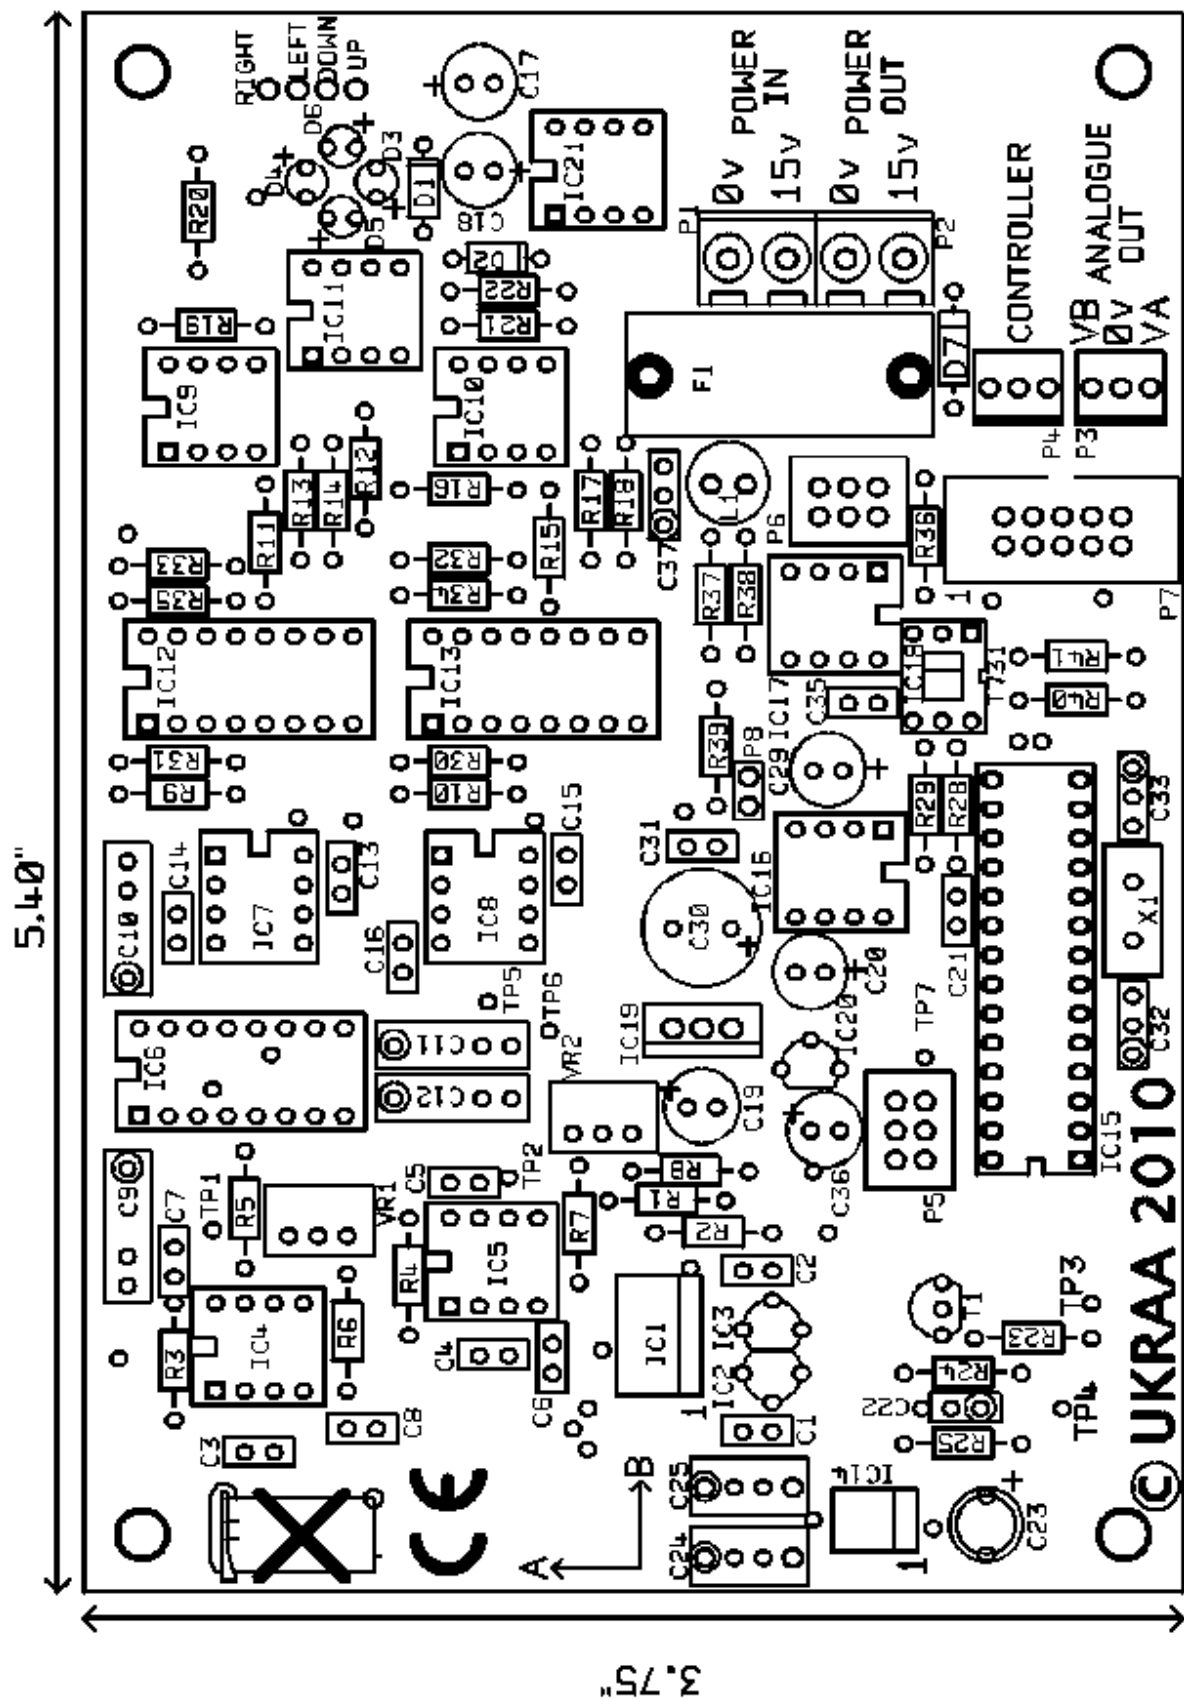 5.40"
3.75"
RIGHT
LEFT
DOWN
UP
D6
D4
D3
D5
D1
C17
C18
R20
IC21
R19
IC11
D2
R22
R21
IC9
IC10
P1
0v POWER
15v IN
0v POWER
15v OUT
P2
F1
D7
CONTROLLER
P4
VB ANALOGUE
0v OUT
VA
P3
R11
R13
R14
R12
R16
R15
R17
R18
C37
L1
P6
R36
1
P7
R33
R35
R32
R34
R37
R38
IC12
IC13
IC17
C35
IC18
T731
R41
R40
R31
R9
R30
R10
R39
P8
C29
R29
R28
C33
C10
C14
IC7
C13
C16
IC8
C15
C31
C30
IC16
C20
C21
X1
IC6
C11
C12
TP5
TP6
VR2
IC19
C19
IC20
TP7
C36
P5
IC15
C32
C9
C7
TP1
R5
VR1
C5
TP2
R7
R8
R1
R2
R3
IC4
R6
R4
IC5
C4
C6
IC1
1
C2
IC3
IC2
C1
T1
TP3
R23
R24
C22
R25
TP4
C3
C8
CE
A
B
C25
C24
IC14
1
C23
© UKRAA 2010